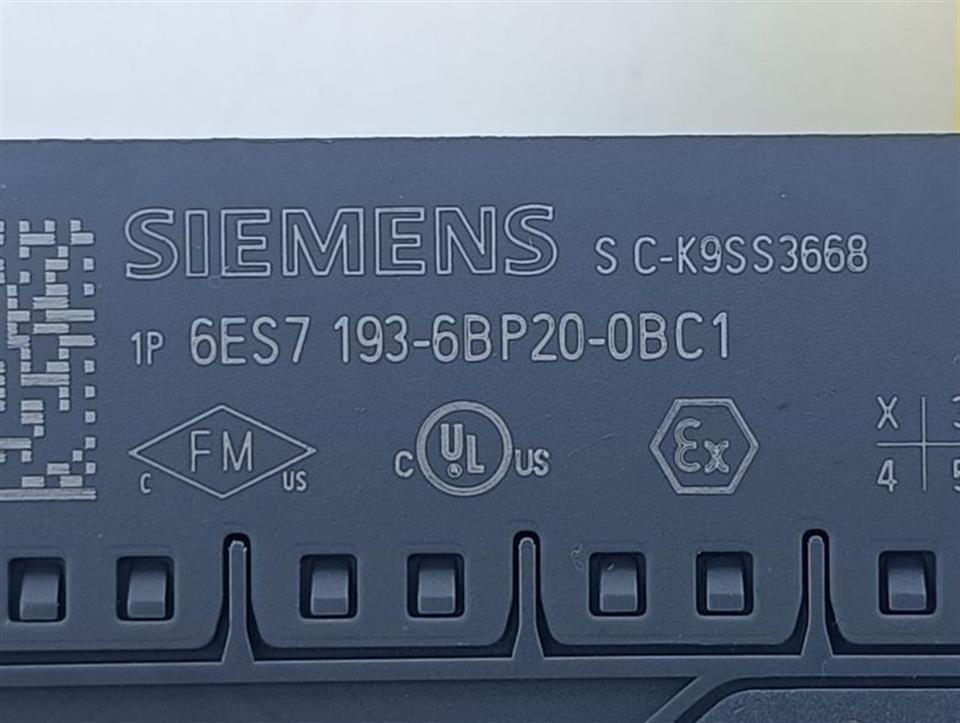 SIEMENS S C-K9SS3668
1P 6ES7 193-6BP20-0BC1
FM
C US
C UL US
Ex
X
4